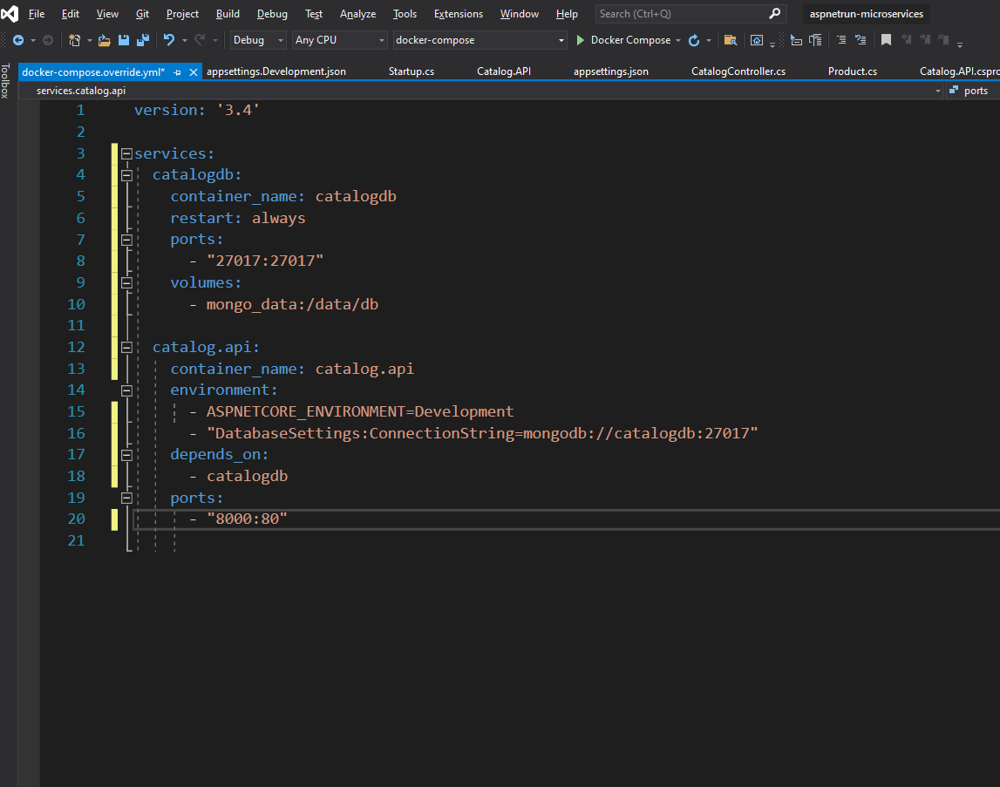 File Edit View Git Project Build Debug Test Analyze Tools Extensions Window Help Search (Ctrl+Q) aspnetrun-microservices
Debug Any CPU docker-compose Docker Compose
Toolbox
docker-compose.override.yml* appsettings.Development.json Startup.cs Catalog.API appsettings.json CatalogController.cs Product.cs Catalog.API.cspro
services.catalog.api ports
1 version: '3.4'
2
3 services:
4 catalogdb:
5 container_name: catalogdb
6 restart: always
7 ports:
8 - "27017:27017"
9 volumes:
10 - mongo_data:/data/db
11
12 catalog.api:
13 container_name: catalog.api
14 environment:
15 - ASPNETCORE_ENVIRONMENT=Development
16 - "DatabaseSettings:ConnectionString=mongodb://catalogdb:27017"
17 depends_on:
18 - catalogdb
19 ports:
20 - "8000:80"
21